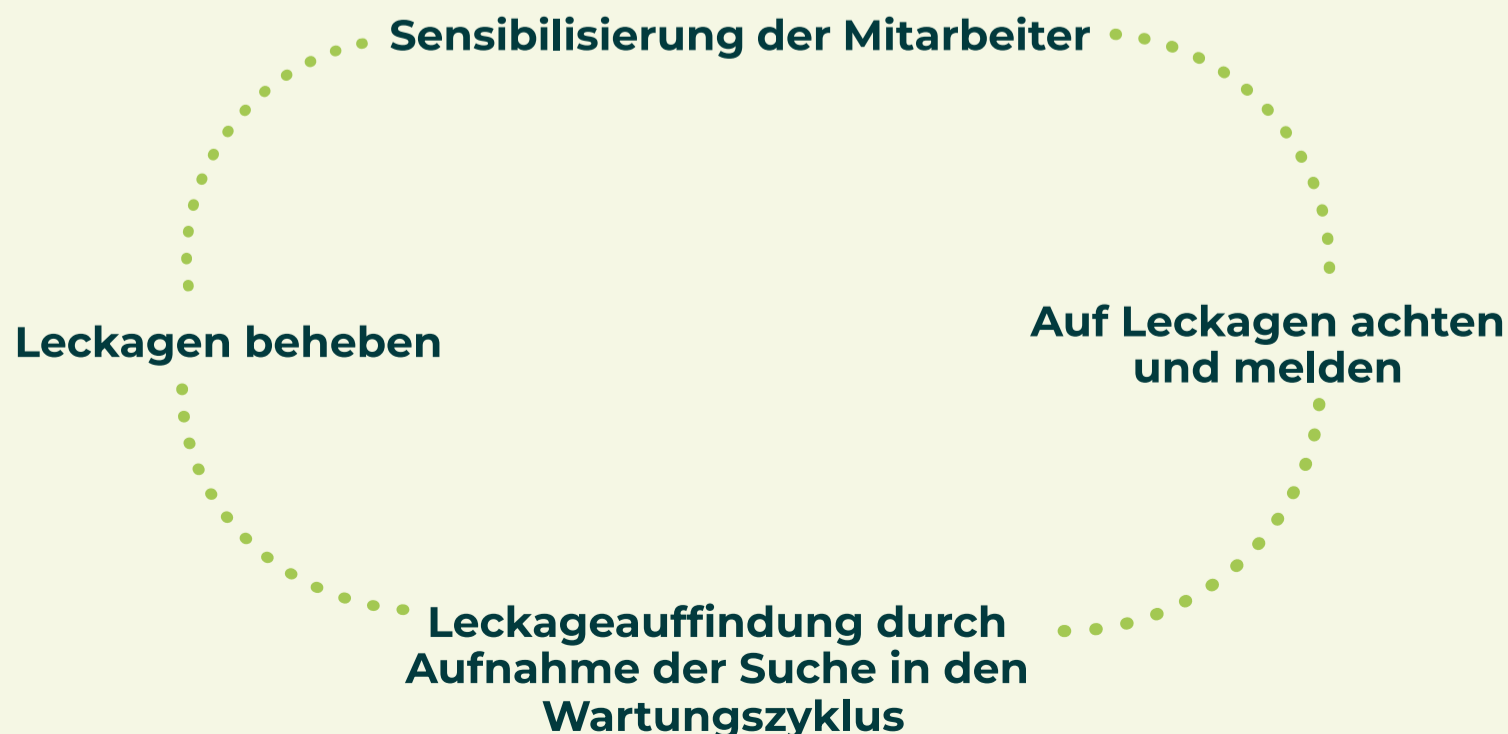 Sensibilisierung der Mitarbeiter
Auf Leckagen achten
und melden
Leckagen beheben
Leckageauffindung durch
Aufnahme der Suche in den
Wartungszyklus